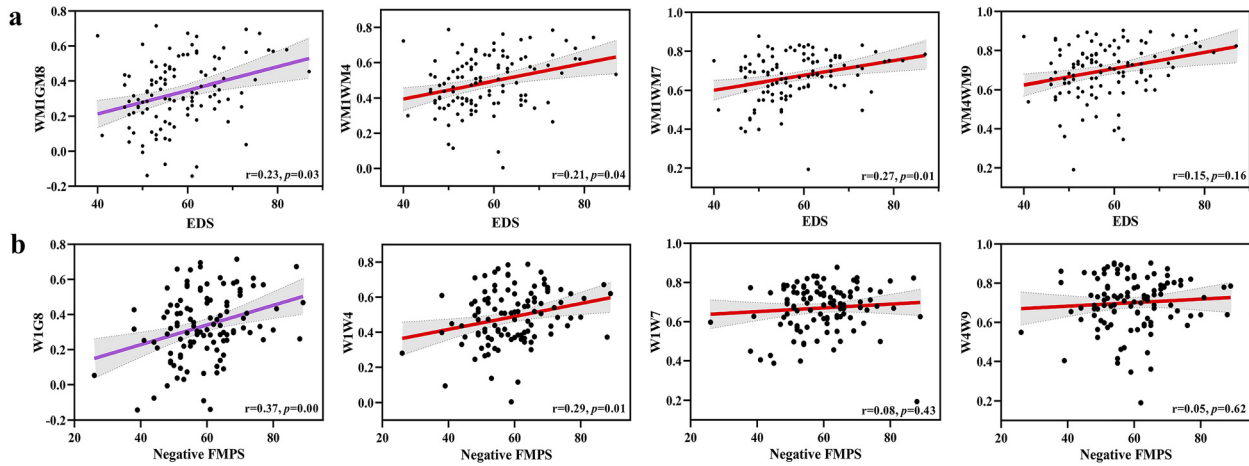 a
WM1GM8
0.8
0.6
0.4
0.2
0.0
-0.2
40
60
80
EDS
r=0.23, p=0.03
WM1WM4
0.8
0.6
0.4
0.2
0.0
40
60
80
EDS
r=0.21, p=0.04
WM1WM7
1.0
0.8
0.6
0.4
0.2
40
60
80
EDS
r=0.27, p=0.01
WM4WM9
1.0
0.8
0.6
0.4
0.2
40
60
80
EDS
r=0.15, p=0.16
b
W1G8
0.8
0.6
0.4
0.2
0.0
-0.2
20
40
60
80
100
Negative FMPS
r=0.37, p=0.00
W1W4
0.8
0.6
0.4
0.2
0.0
20
40
60
80
100
Negative FMPS
r=0.29, p=0.01
W1W7
1.0
0.8
0.6
0.4
0.2
20
40
60
80
100
Negative FMPS
r=0.08, p=0.43
W4W9
1.0
0.8
0.6
0.4
0.2
20
40
60
80
100
Negative FMPS
r=0.05, p=0.62